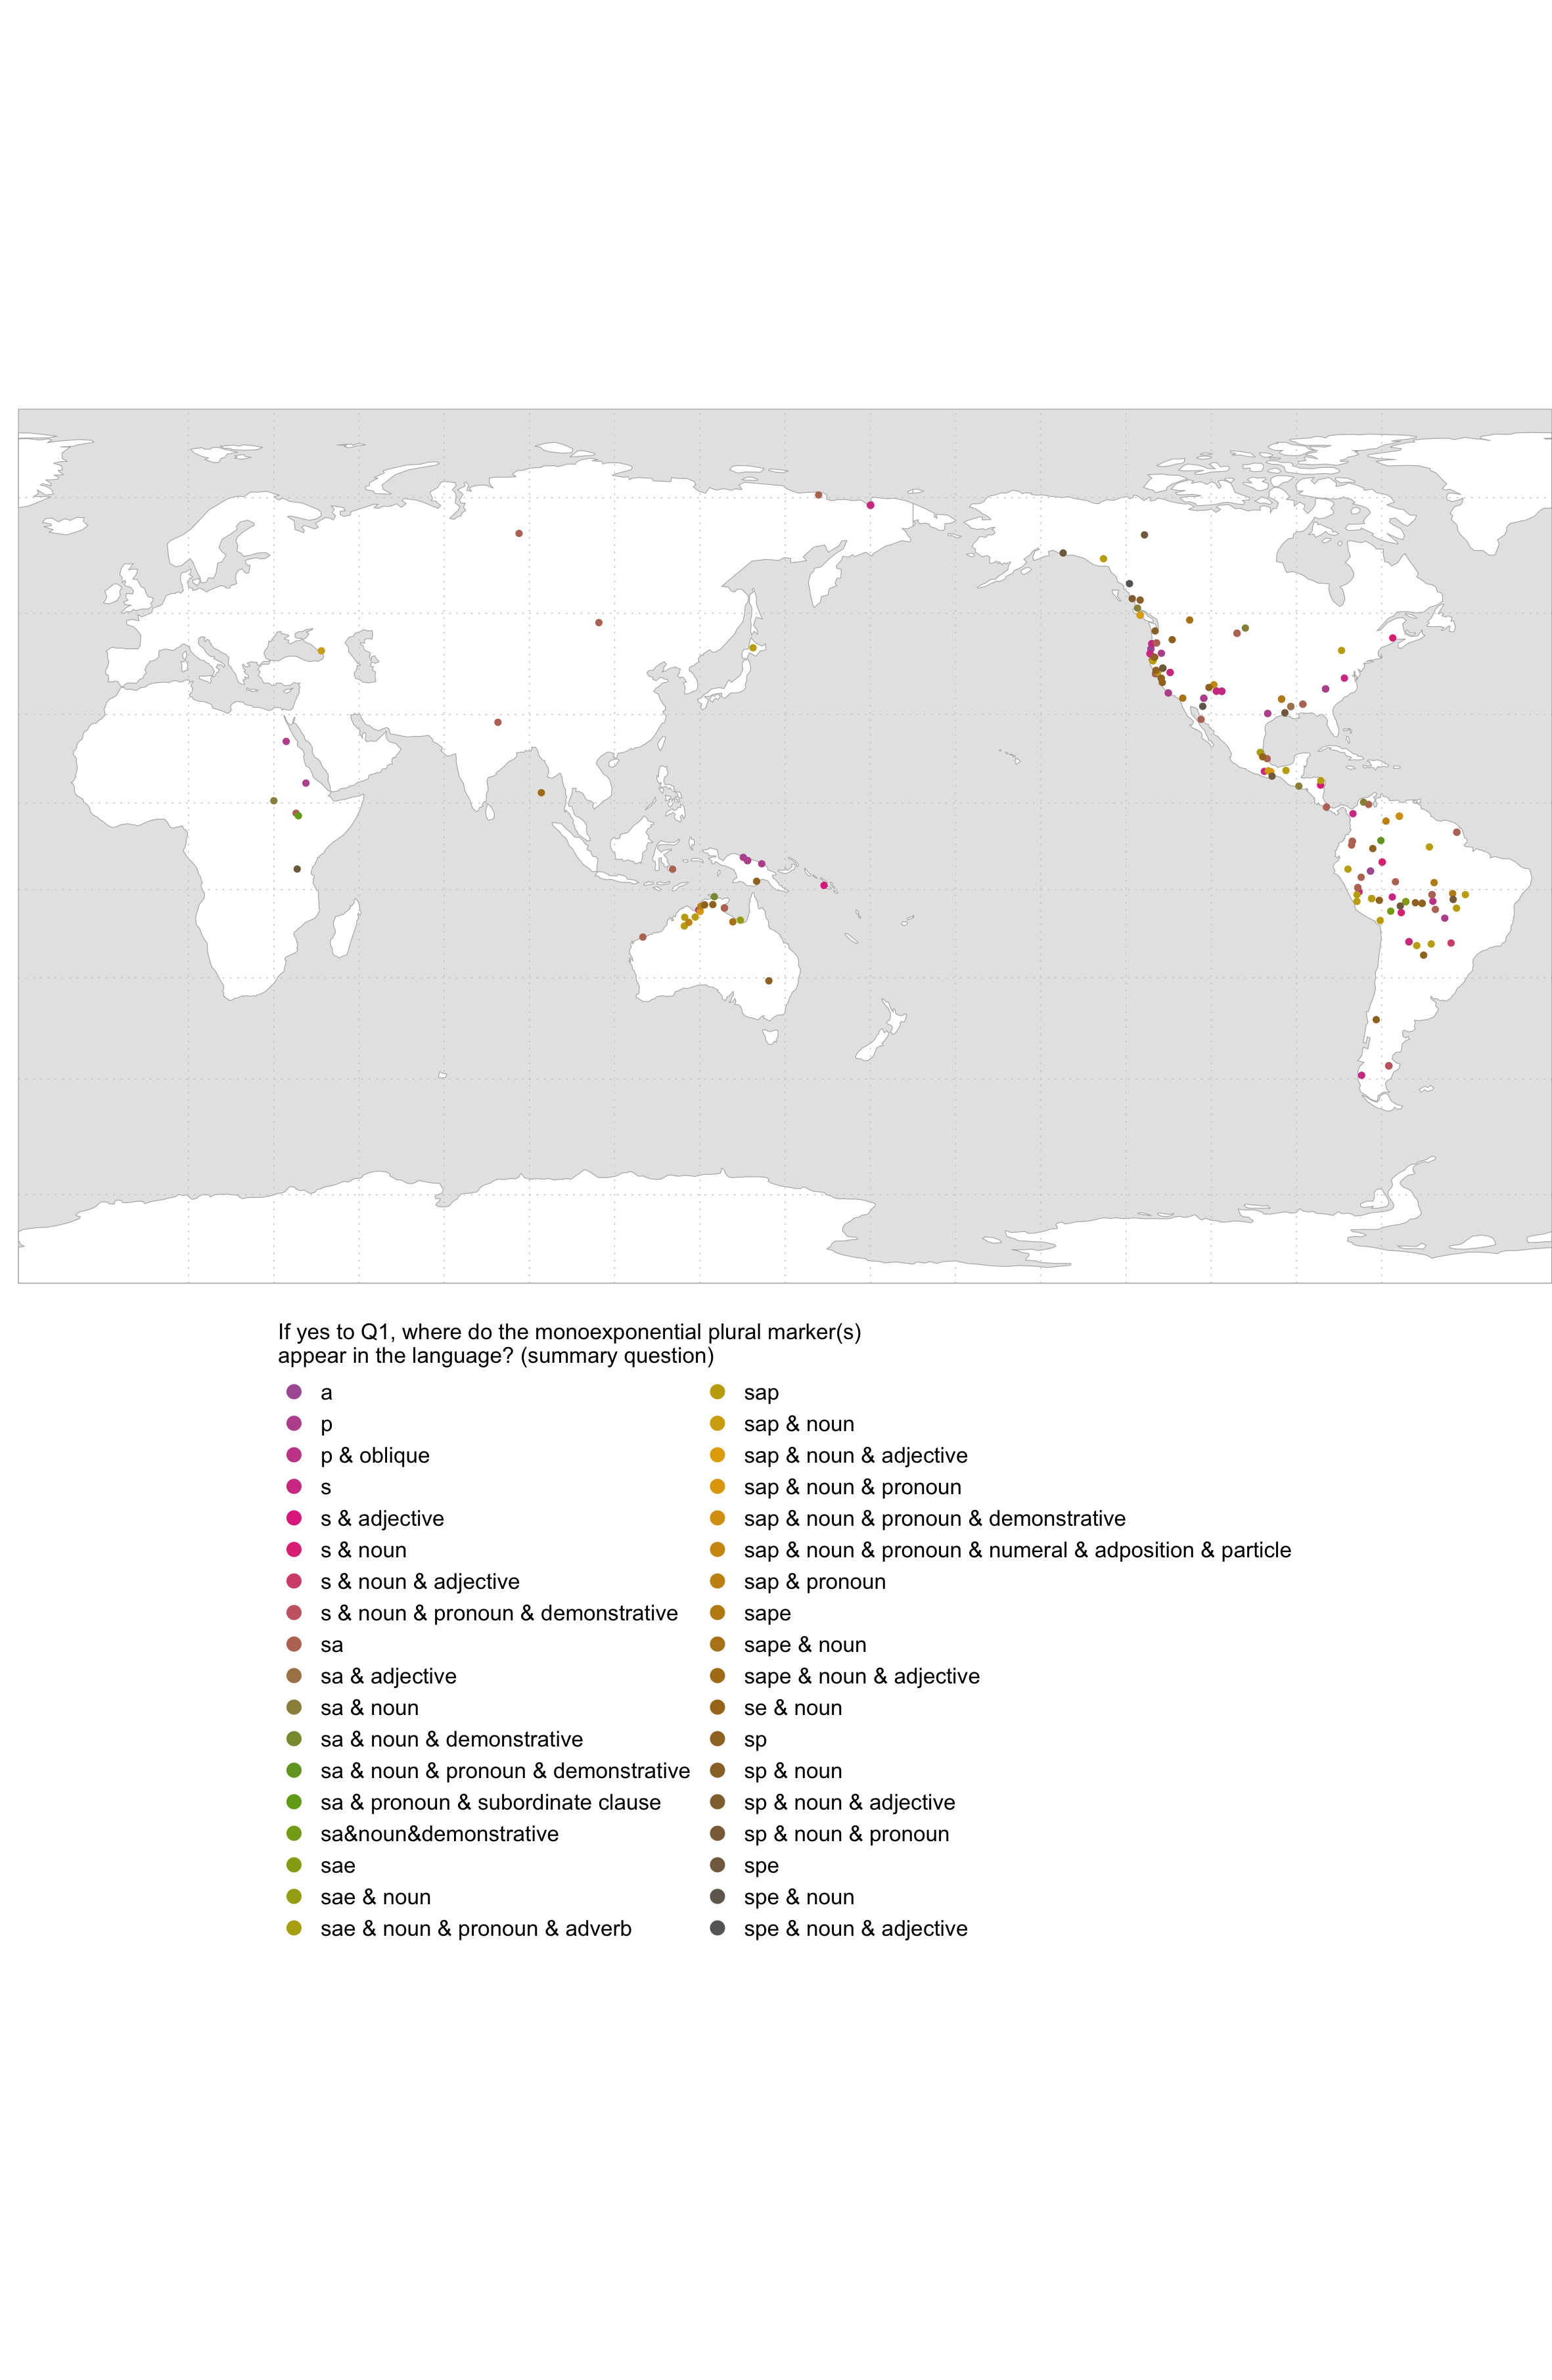 If yes to Q1, where do the monoexponential plural marker(s)
appear in the language? (summary question)
a
p
p & oblique
s
s & adjective
s & noun
s & noun & adjective
s & noun & pronoun & demonstrative
sa
sa & adjective
sa & noun
sa & noun & demonstrative
sa & noun & pronoun & demonstrative
sa & pronoun & subordinate clause
sa&noun&demonstrative
sae
sae & noun
sae & noun & pronoun & adverb
sap
sap & noun
sap & noun & adjective
sap & noun & pronoun
sap & noun & pronoun & demonstrative
sap & noun & pronoun & numeral & adposition & particle
sap & pronoun
sape
sape & noun
sape & noun & adjective
se & noun
sp
sp & noun
sp & noun & adjective
sp & noun & pronoun
spe
spe & noun
spe & noun & adjective